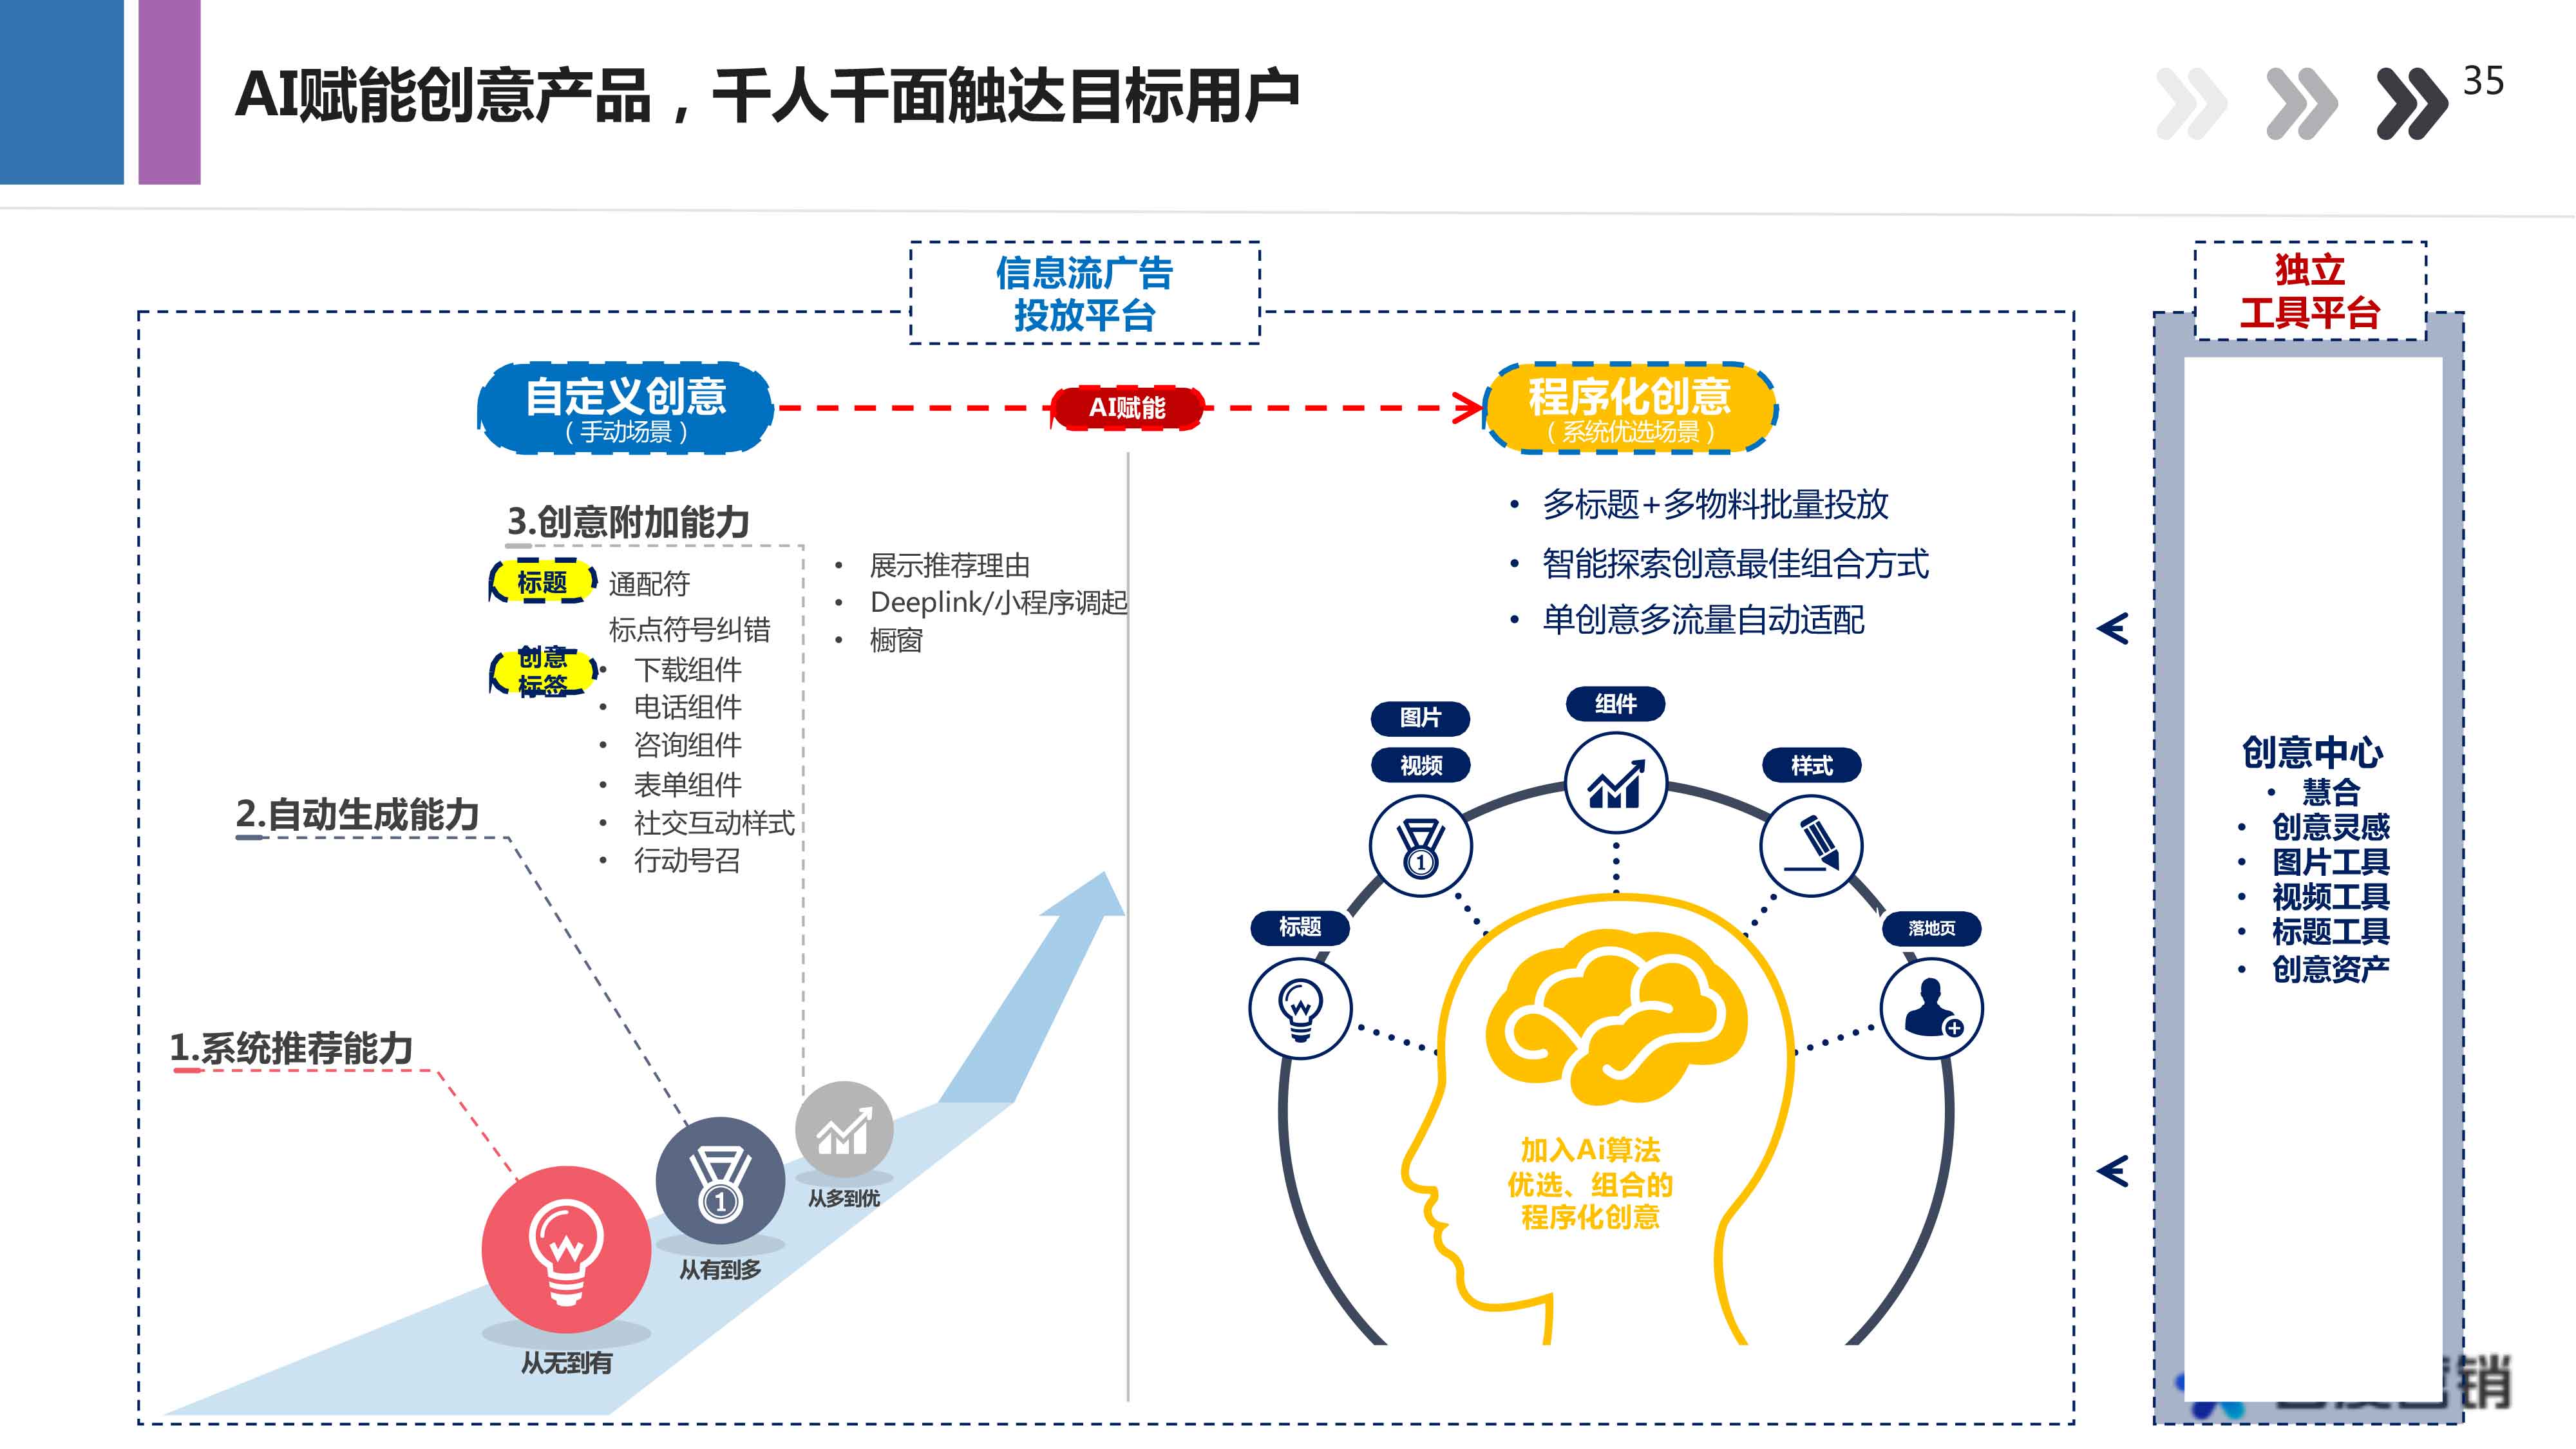 AI赋能创意产品，千人千面触达目标用户
35
信息流广告
投放平台
独立
工具平台
自定义创意
（手动场景）
AI赋能
程序化创意
（系统优选场景）
3.创意附加能力
标题
通配符
标点符号纠错
创意
标签
• 下载组件
• 电话组件
• 咨询组件
• 表单组件
• 社交互动样式
• 行动号召
• 展示推荐理由
• Deeplink/小程序调起
• 橱窗
2.自动生成能力
1.系统推荐能力
从多到优
从有到多
从无到有
• 多标题+多物料批量投放
• 智能探索创意最佳组合方式
• 单创意多流量自动适配
组件
图片
视频
样式
标题
落地页
1
1
加入Ai算法
优选、组合的
程序化创意
创意中心
• 慧合
• 创意灵感
• 图片工具
• 视频工具
• 标题工具
• 创意资产
销